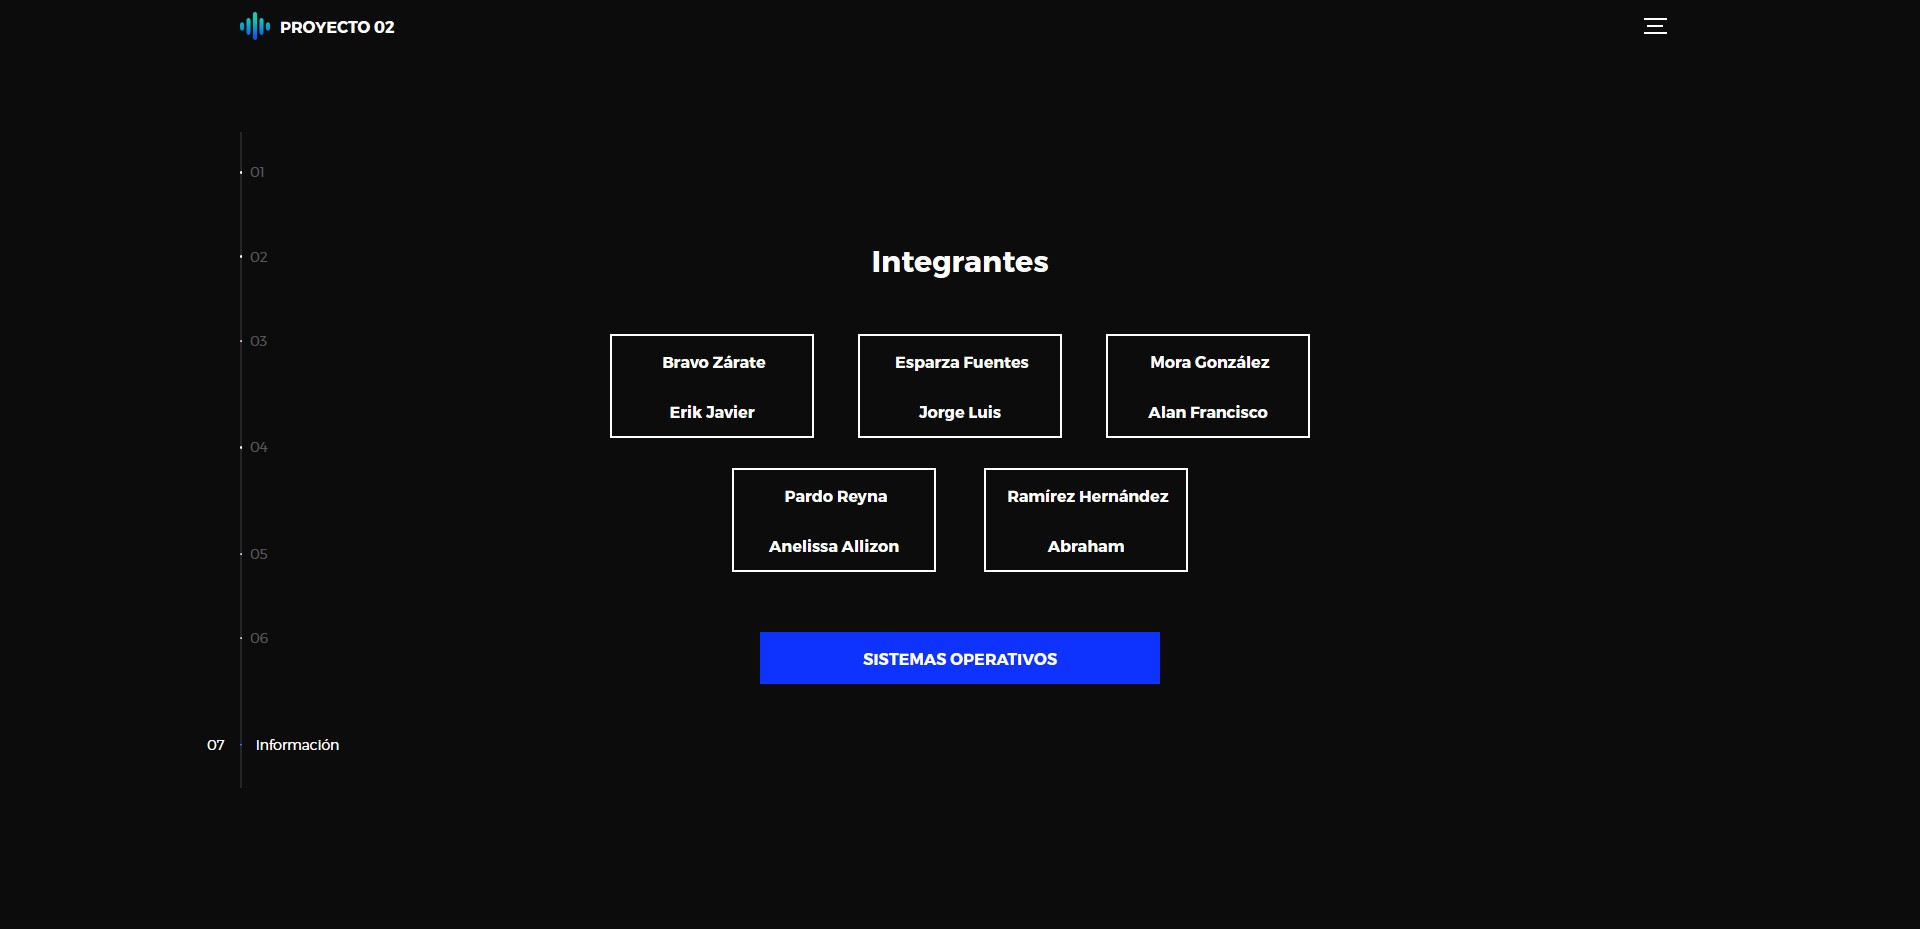 PROYECTO 02
01
02
03
04
05
06
07 Información
Integrantes
Bravo Zárate
Erik Javier
Esparza Fuentes
Jorge Luis
Mora González
Alan Francisco
Pardo Reyna
Anelissa Allizon
Ramírez Hernández
Abraham
SISTEMAS OPERATIVOS